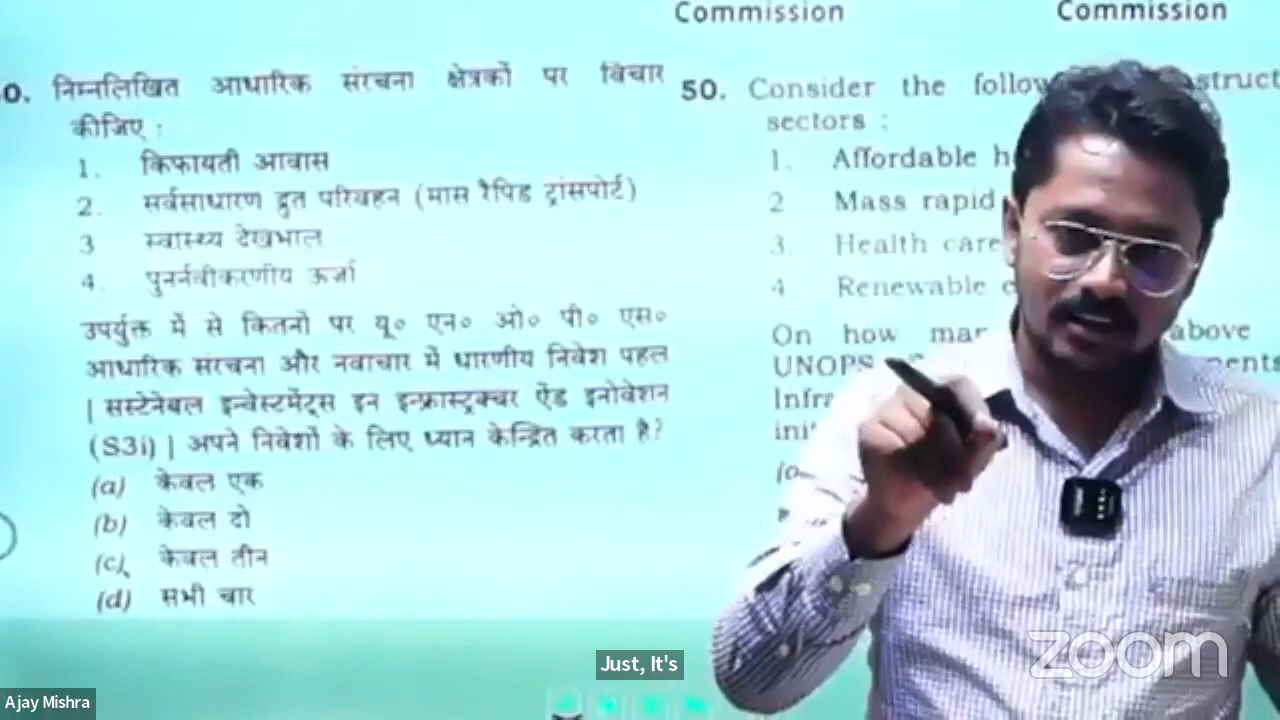 Commission
Commission
0. निम्नलिखित आधारिक संरचना क्षेत्रकों पर विचार
कीजिए :
1. किफायती आवास
2. सर्वसाधारण द्रुत परिवहन (मास रैपिड ट्रांसपोर्ट)
3 स्वास्थ्य देखभाल
4. पुनर्नवीकरणीय ऊर्जा
उपर्युक्त में से कितनों पर यू० एन० ओ० पी० एस०
आधारिक संरचना और नवाचार में धारणीय निवेश पहल
[ सस्टेनेबल इन्वेस्टमेंट्स इन इन्फ्रास्ट्रक्चर ऐंड इनोवेशन
(S3i) ] अपने निवेशों के लिए ध्यान केन्द्रित करता है?
(a) केवल एक
(b) केवल दो
(c) केवल तीन
(d) सभी चार
50. Consider the follow struct
sectors :
1. Affordable h
2 Mass rapid
3. Health care
4 Renewable e
On how mar above
UNOPS ents
Infra
init
(a
Just, It's
zoom
Ajay Mishra